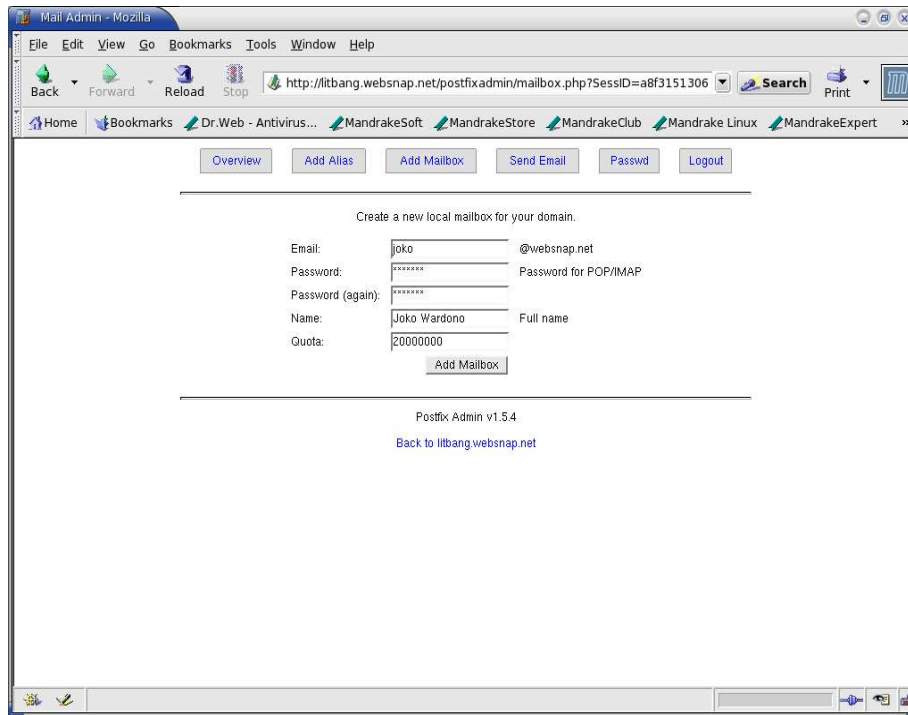 Mail Admin - Mozilla
File Edit View Go Bookmarks Tools Window Help
Back Forward Reload Stop http://litbang.websnap.net/postfixadmin/mailbox.php?SessID=a8f3151306 Search Print
Home Bookmarks Dr.Web - Antivirus... MandrakeSoft MandrakeStore MandrakeClub Mandrake Linux MandrakeExpert »
Overview Add Alias Add Mailbox Send Email Passwd Logout
Create a new local mailbox for your domain.
Email: joko @websnap.net
Password: ******* Password for POP/IMAP
Password (again): *******
Name: Joko Wardono Full name
Quota: 20000000
Add Mailbox
Postfix Admin v1.5.4
Back to litbang.websnap.net